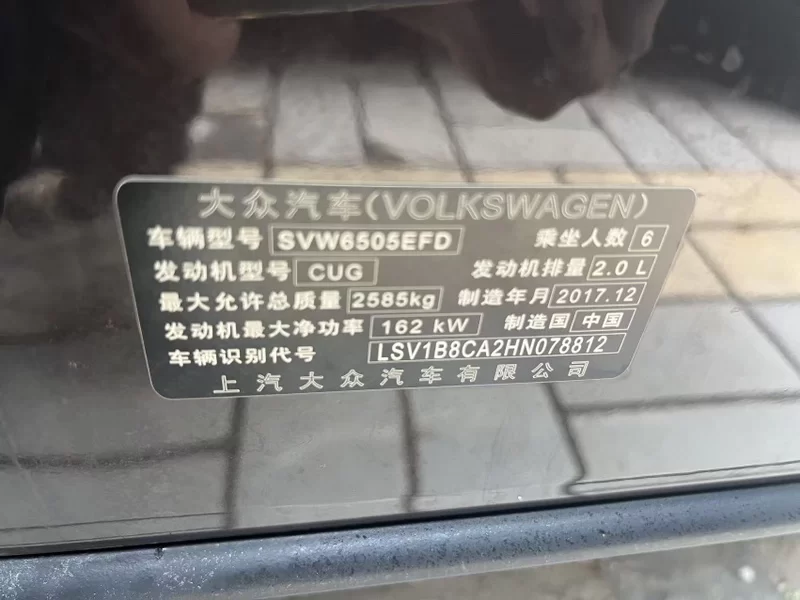 大众汽车(VOLKSWAGEN)
车辆型号 SVW6505EFD 乘坐人数 6
发动机型号 CUG 发动机排量 2.0 L
最大允许总质量 2585kg 制造年月 2017.12
发动机最大净功率 162 kW 制造国 中国
车辆识别代号 LSV1B8CA2HN078812
上汽大众汽车有限公司